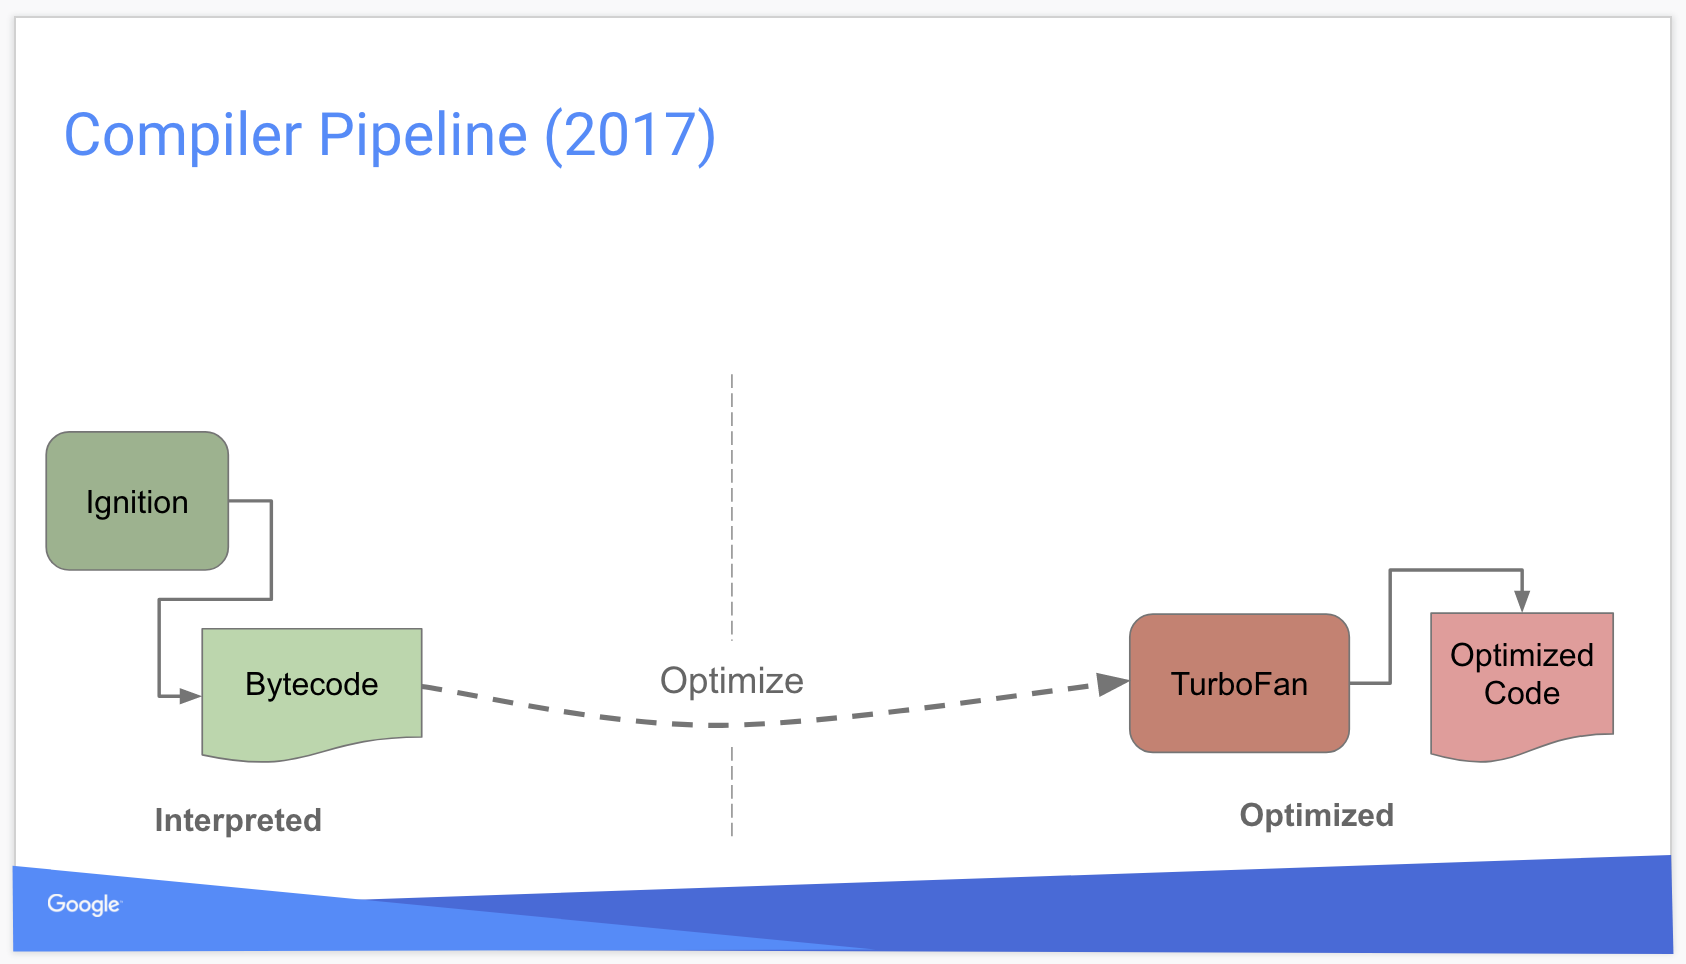 Compiler Pipeline (2017)
Ignition
Bytecode
Optimize
TurboFan
Optimized
Code
Interpreted
Optimized
Google